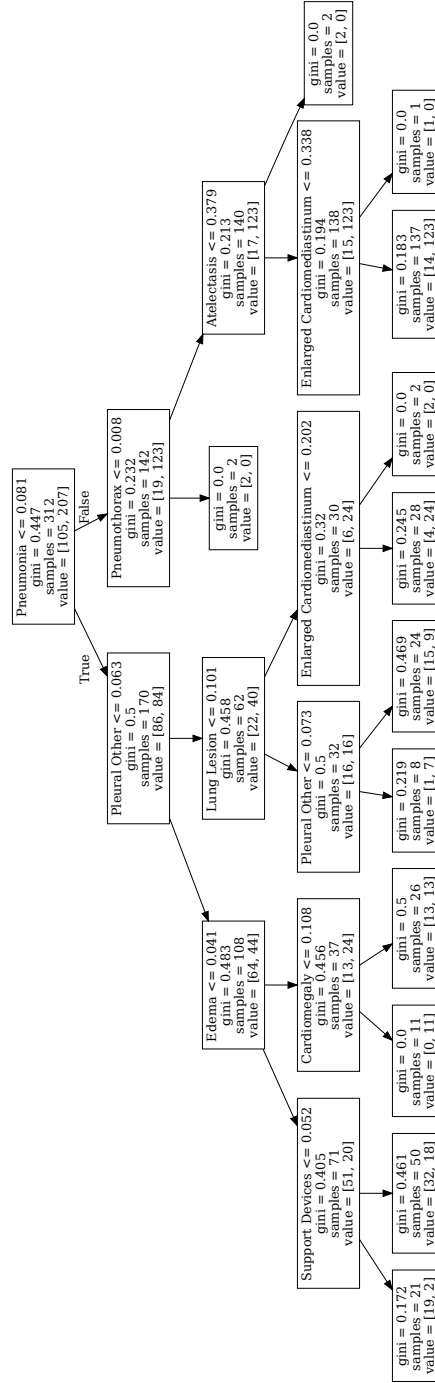 Pneumonia <= 0.081
gini = 0.447
samples = 312
value = [105, 207]
True
False
Pleural Other <= 0.063
gini = 0.5
samples = 170
value = [86, 84]
Pneumothorax <= 0.008
gini = 0.232
samples = 142
value = [19, 123]
Edema <= 0.041
gini = 0.483
samples = 108
value = [64, 44]
Lung Lesion <= 0.101
gini = 0.458
samples = 62
value = [22, 40]
gini = 0.0
samples = 2
value = [2, 0]
Atelectasis <= 0.379
gini = 0.213
samples = 140
value = [17, 123]
Support Devices <= 0.052
gini = 0.405
samples = 71
value = [51, 20]
Cardiomegaly <= 0.108
gini = 0.456
samples = 37
value = [13, 24]
Pleural Other <= 0.073
gini = 0.5
samples = 32
value = [16, 16]
Enlarged Cardiomediastinum <= 0.202
gini = 0.32
samples = 30
value = [6, 24]
Enlarged Cardiomediastinum <= 0.338
gini = 0.194
samples = 138
value = [15, 123]
gini = 0.0
samples = 2
value = [2, 0]
gini = 0.172
samples = 21
value = [19, 2]
gini = 0.461
samples = 50
value = [32, 18]
gini = 0.0
samples = 11
value = [0, 11]
gini = 0.5
samples = 26
value = [13, 13]
gini = 0.219
samples = 8
value = [1, 7]
gini = 0.469
samples = 24
value = [15, 9]
gini = 0.245
samples = 28
value = [4, 24]
gini = 0.0
samples = 2
value = [2, 0]
gini = 0.183
samples = 137
value = [14, 123]
gini = 0.0
samples = 1
value = [1, 0]